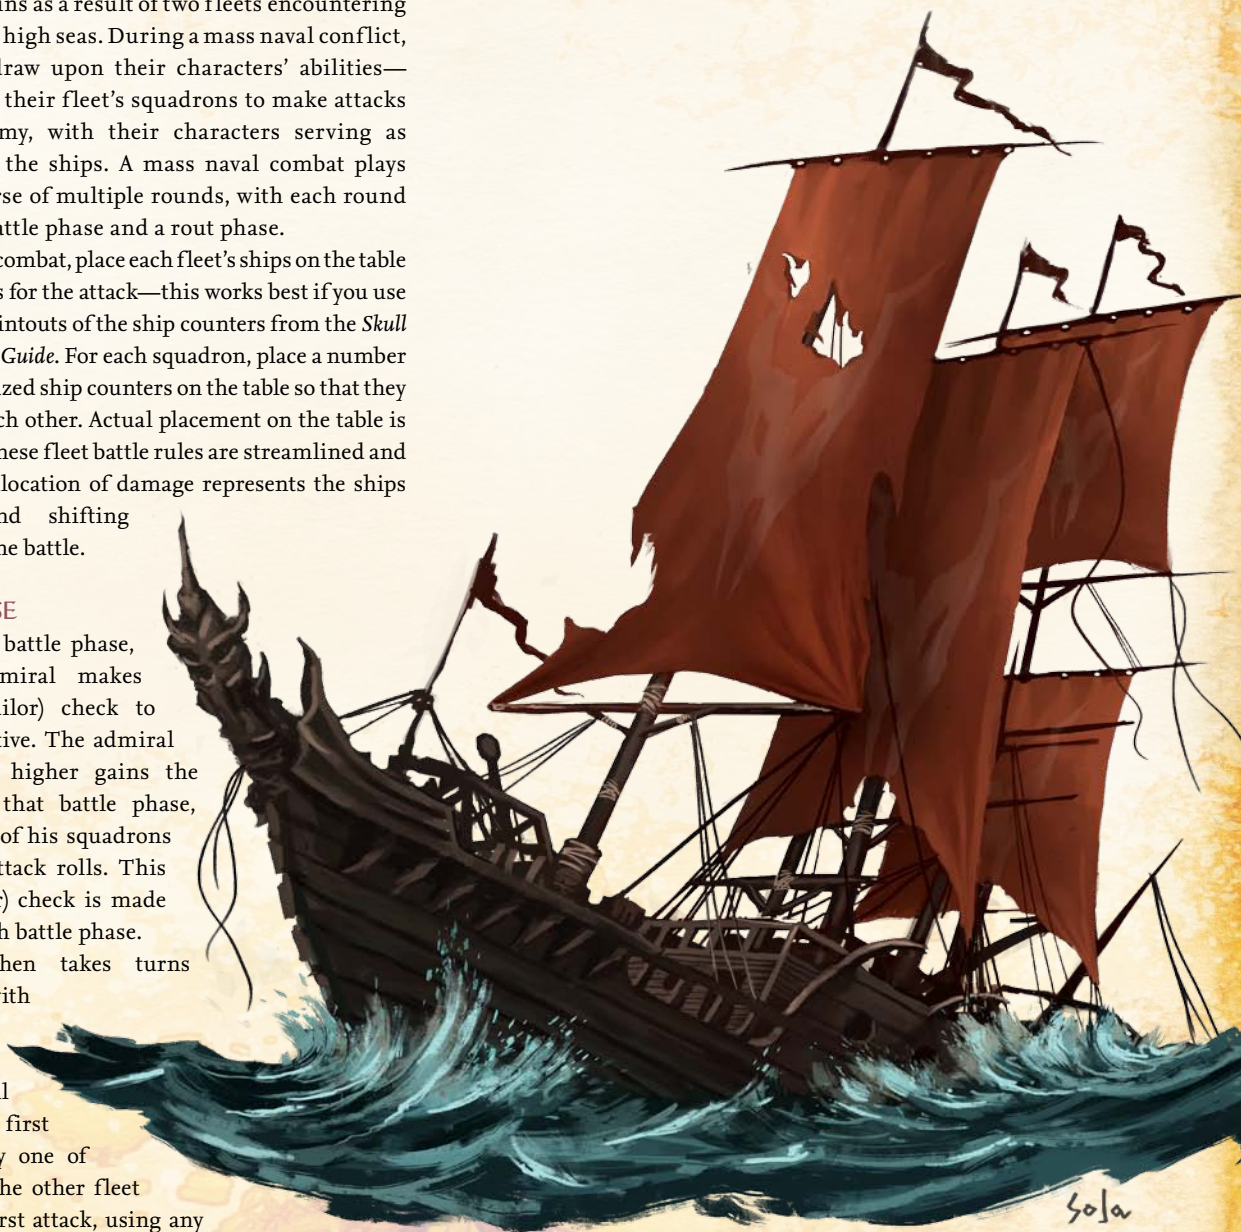 ins as a result of two fleets encountering
high seas. During a mass naval conflict,
draw upon their characters’ abilities—
their fleet’s squadrons to make attacks
my, with their characters serving as
the ships. A mass naval combat plays
rse of multiple rounds, with each round
attle phase and a rout phase.
combat, place each fleet’s ships on the table
s for the attack—this works best if you use
intouts of the ship counters from the Skull
Guide. For each squadron, place a number
ized ship counters on the table so that they
ch other. Actual placement on the table is
hese fleet battle rules are streamlined and
location of damage represents the ships
nd shifting
he battle.
SE
battle phase,
miral makes
ilor) check to
tive. The admiral
higher gains the
that battle phase,
of his squadrons
ttack rolls. This
r) check is made
h battle phase.
hen takes turns
with
ll
first
y one of
he other fleet
rst attack, using any
Sola